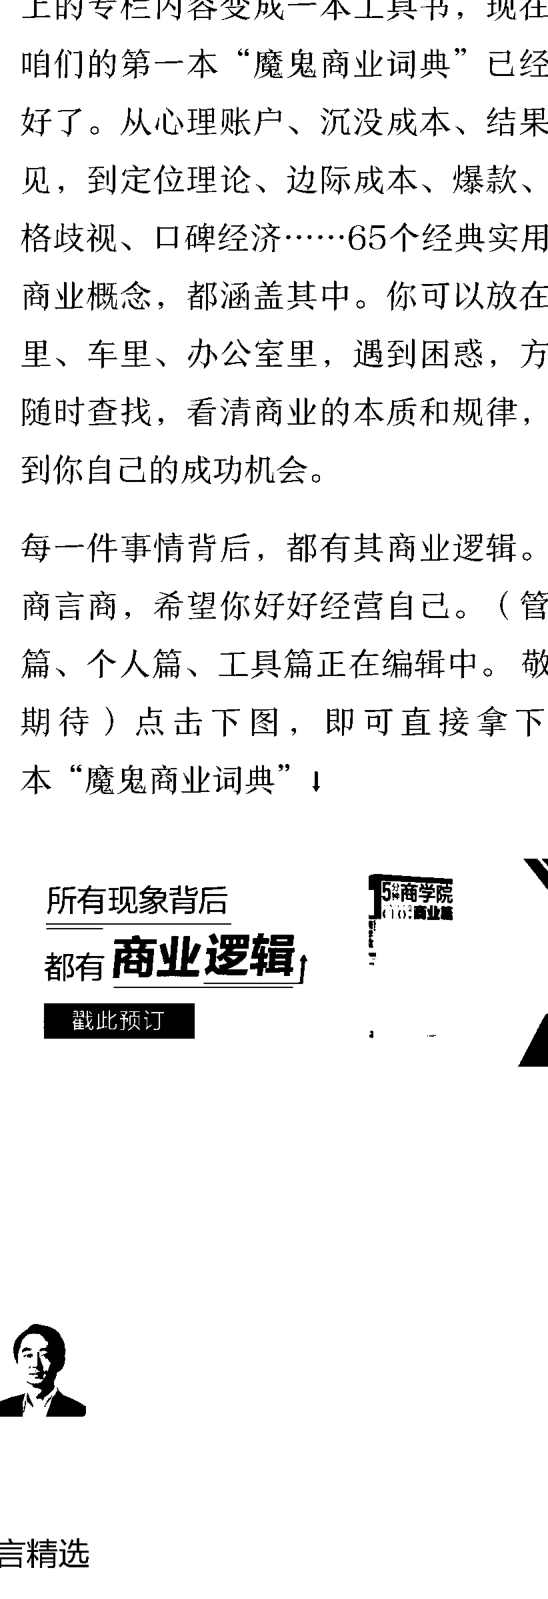 上的专栏内容变成一本工具书，现在
咱们的第一本“魔鬼商业词典”已经
好了。从心理账户、沉没成本、结果
见，到定位理论、边际成本、爆款、
格歧视、口碑经济……65个经典实用
商业概念，都涵盖其中。你可以放在
里、车里、办公室里，遇到困惑，方
随时查找，看清商业的本质和规律，
到你自己的成功机会。
每一件事情背后，都有其商业逻辑。
商言商，希望你好好经营自己。（管
篇、个人篇、工具篇正在编辑中。敬
期待）点击下图，即可直接拿下
本“魔鬼商业词典”⬇
所有现象背后
都有商业逻辑
戳此预订
5分钟商学院
商业篇
言精选